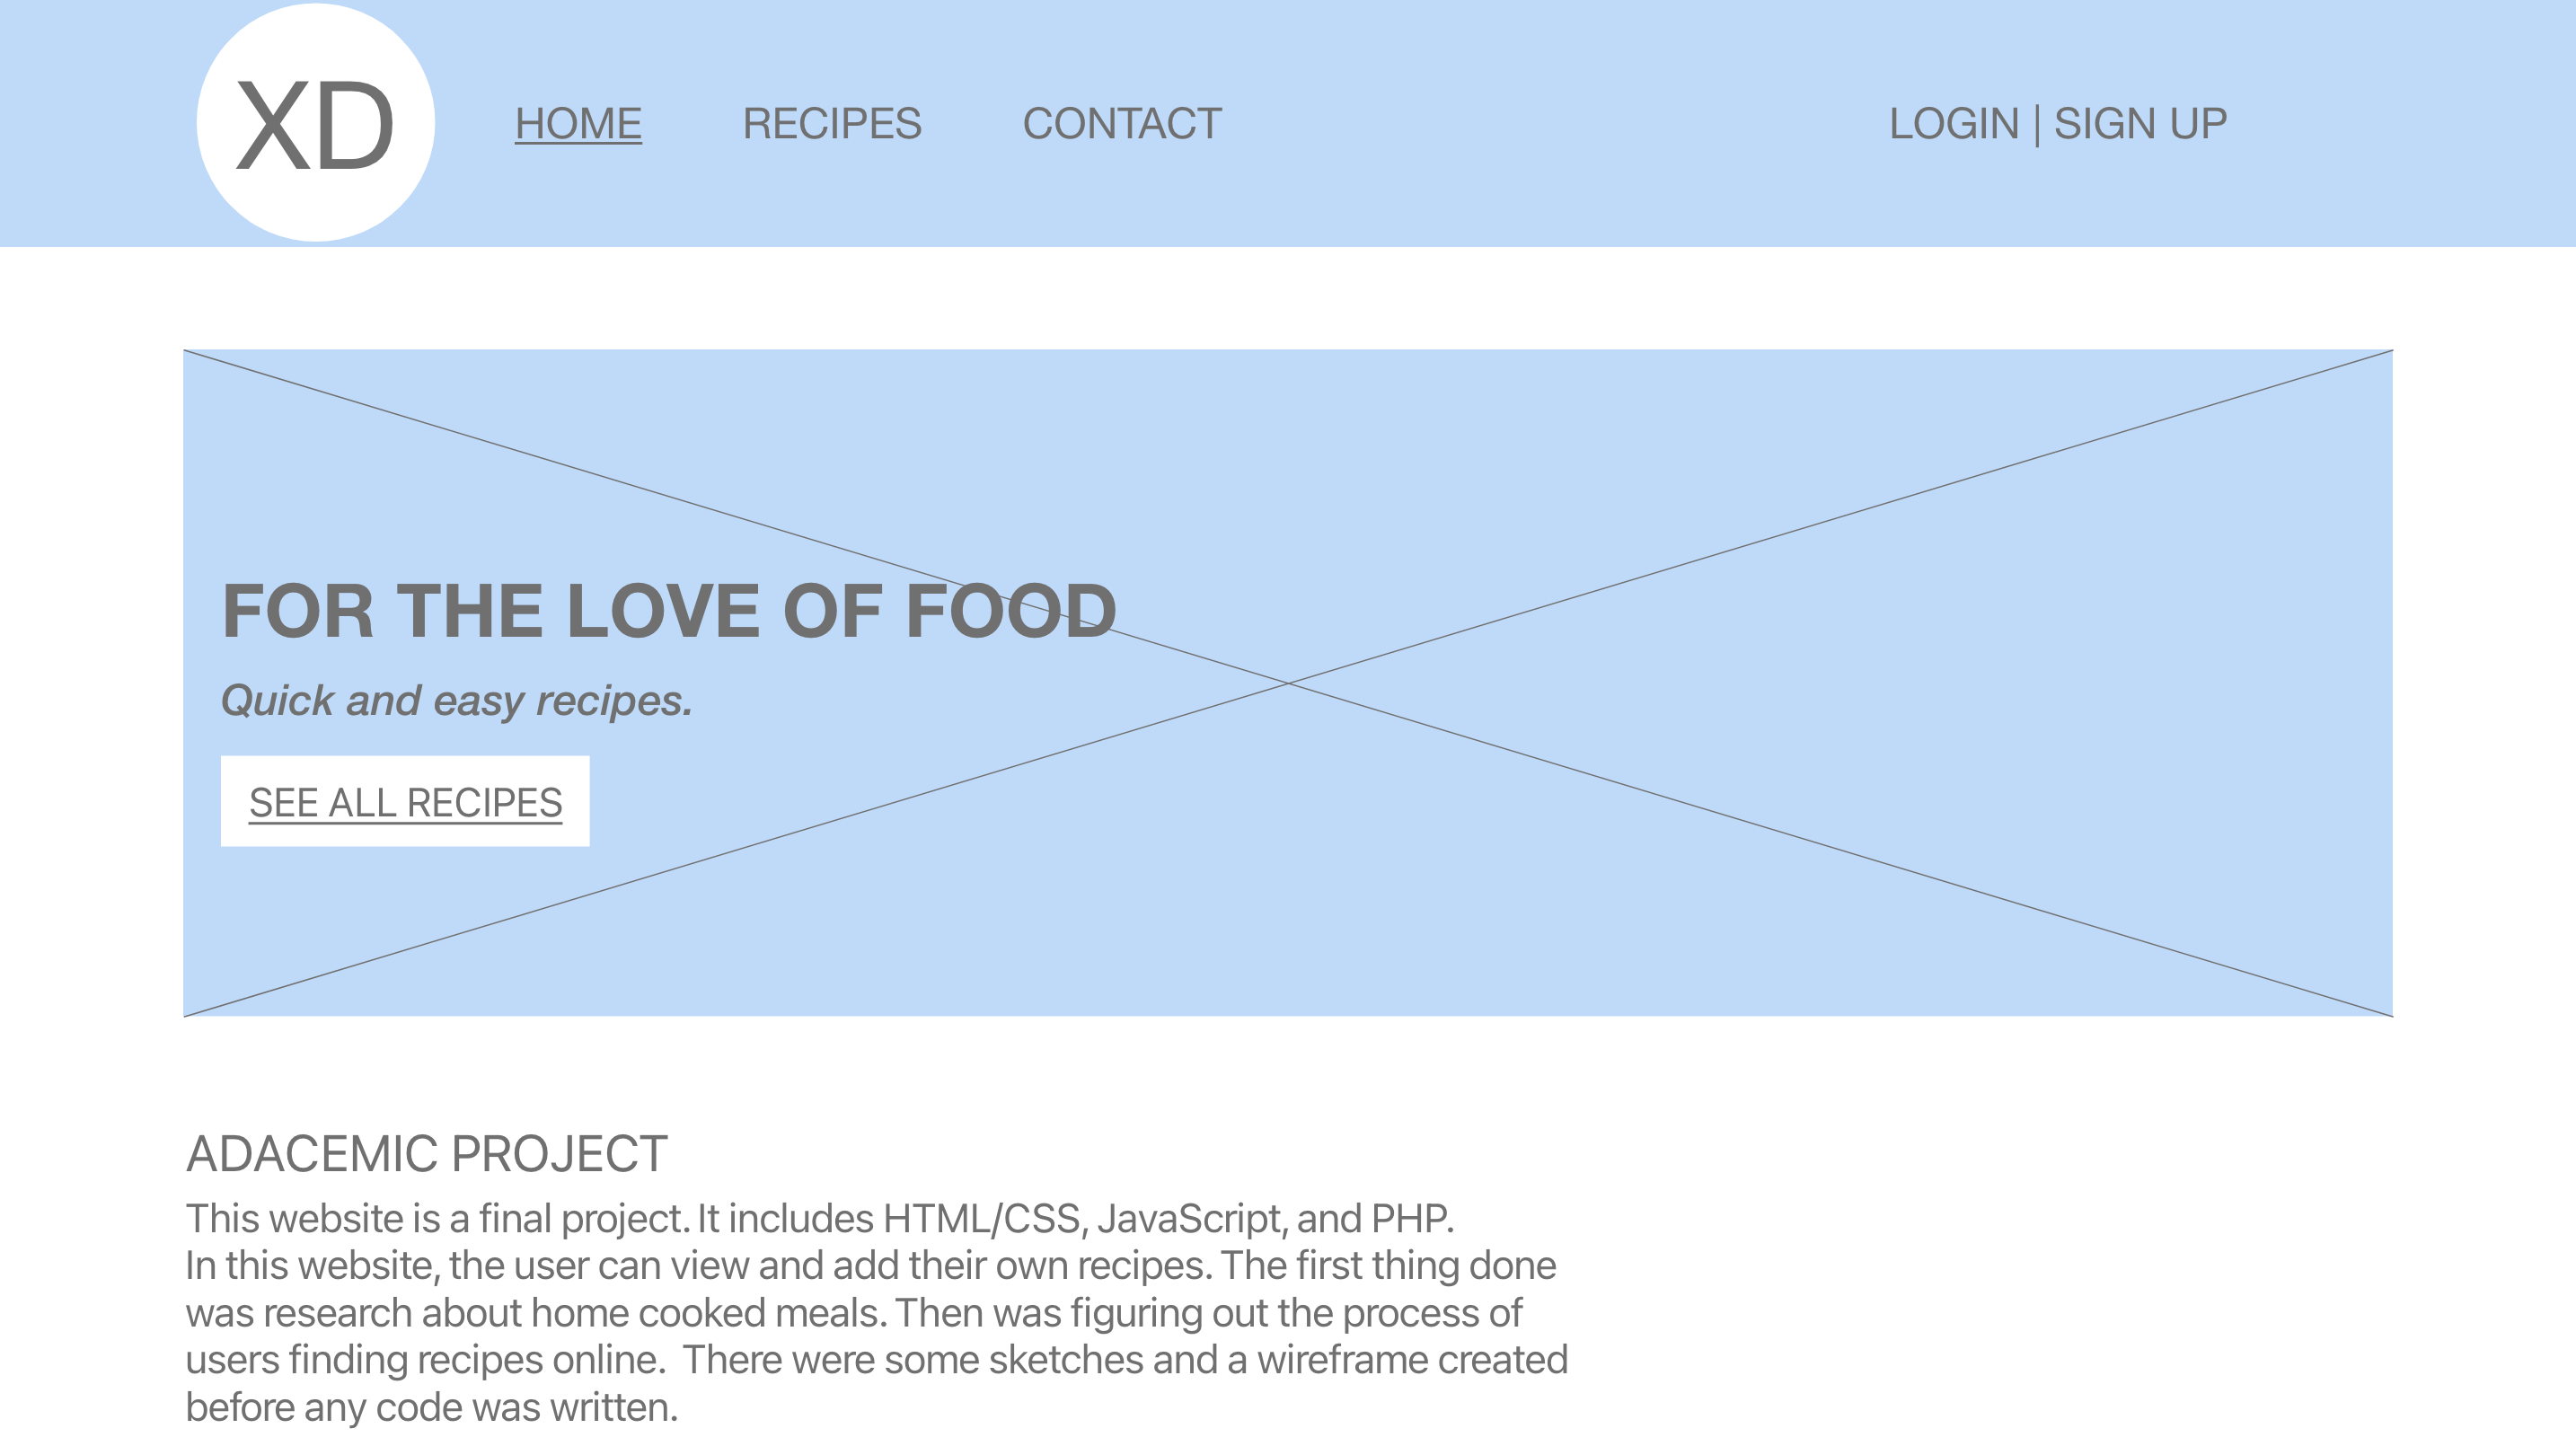 XD
HOME RECIPES CONTACT LOGIN | SIGN UP
FOR THE LOVE OF FOOD
Quick and easy recipes.
SEE ALL RECIPES
ADACEMIC PROJECT
This website is a final project. It includes HTML/CSS, JavaScript, and PHP.
In this website, the user can view and add their own recipes. The first thing done
was research about home cooked meals. Then was figuring out the process of
users finding recipes online.  There were some sketches and a wireframe created
before any code was written.